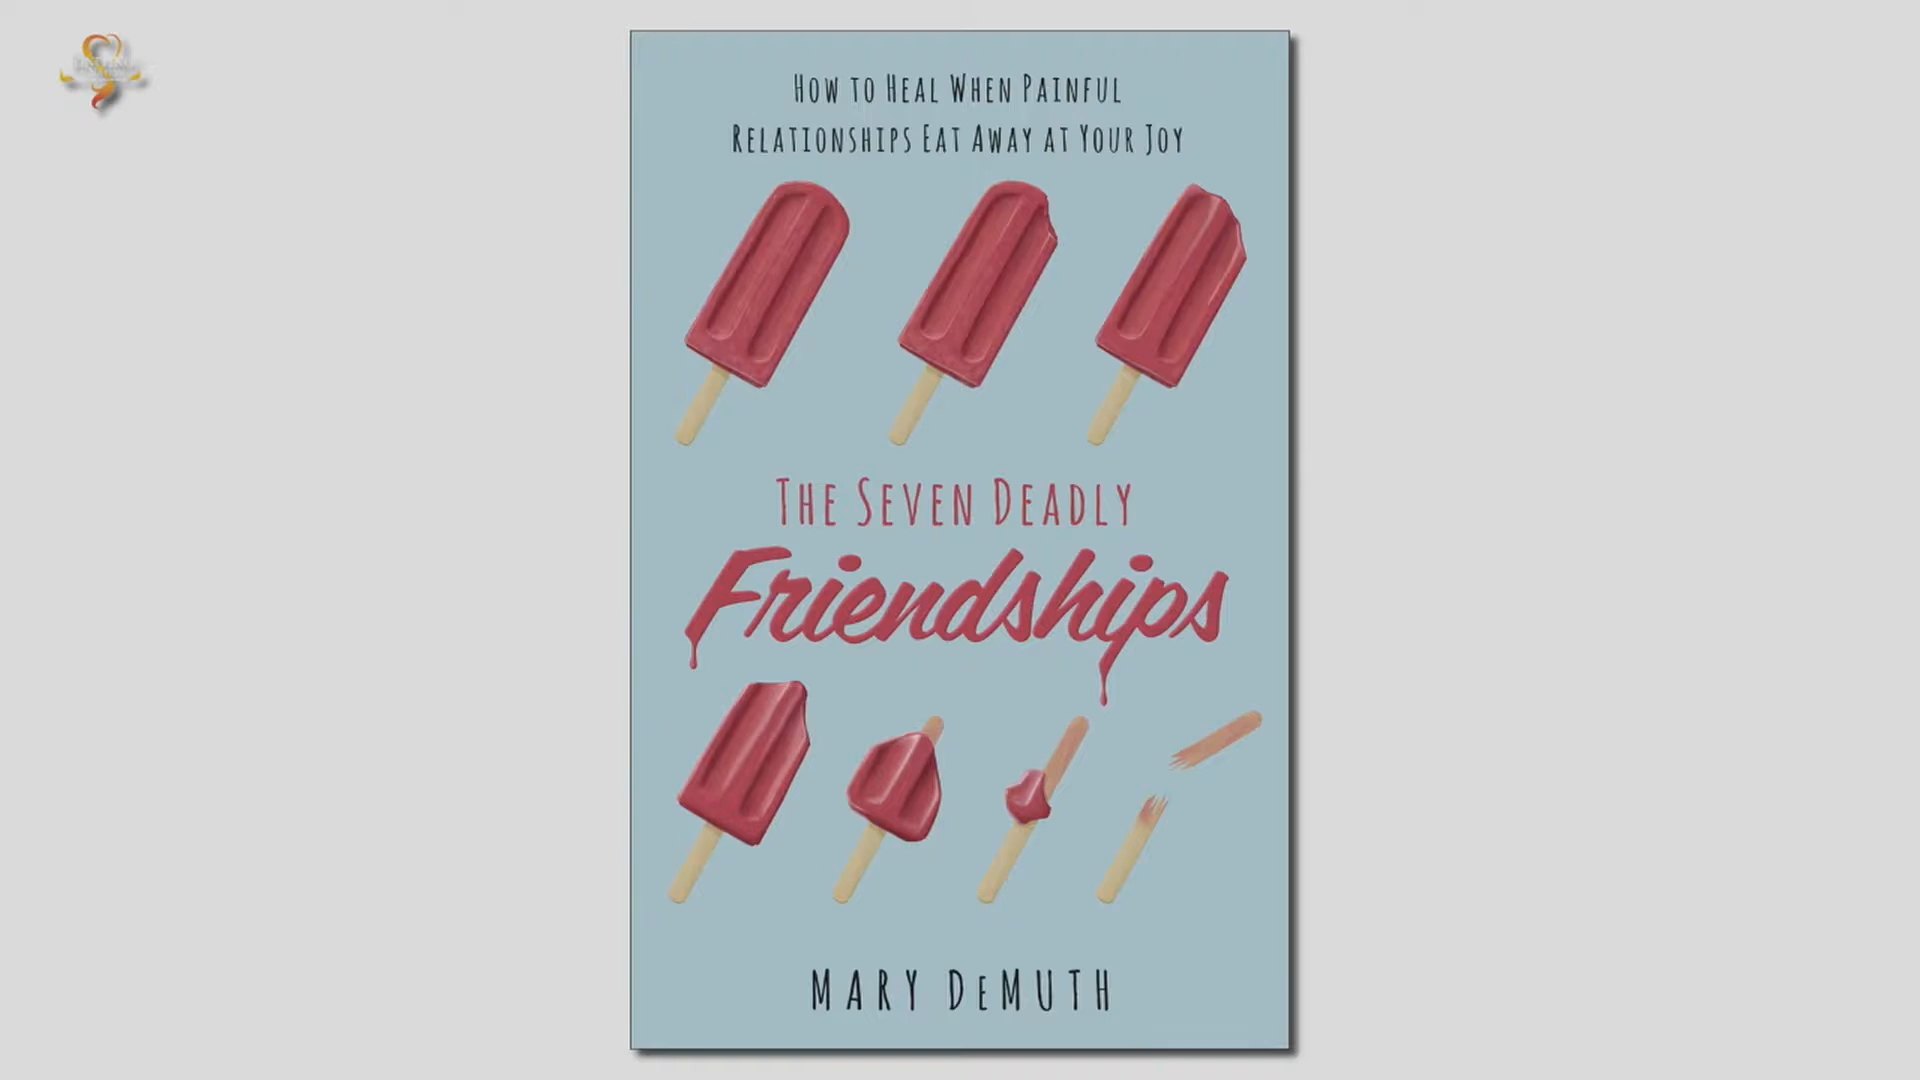 How to Heal When Painful
Relationships Eat Away at Your Joy
The Seven Deadly
Friendships
Mary DeMuth